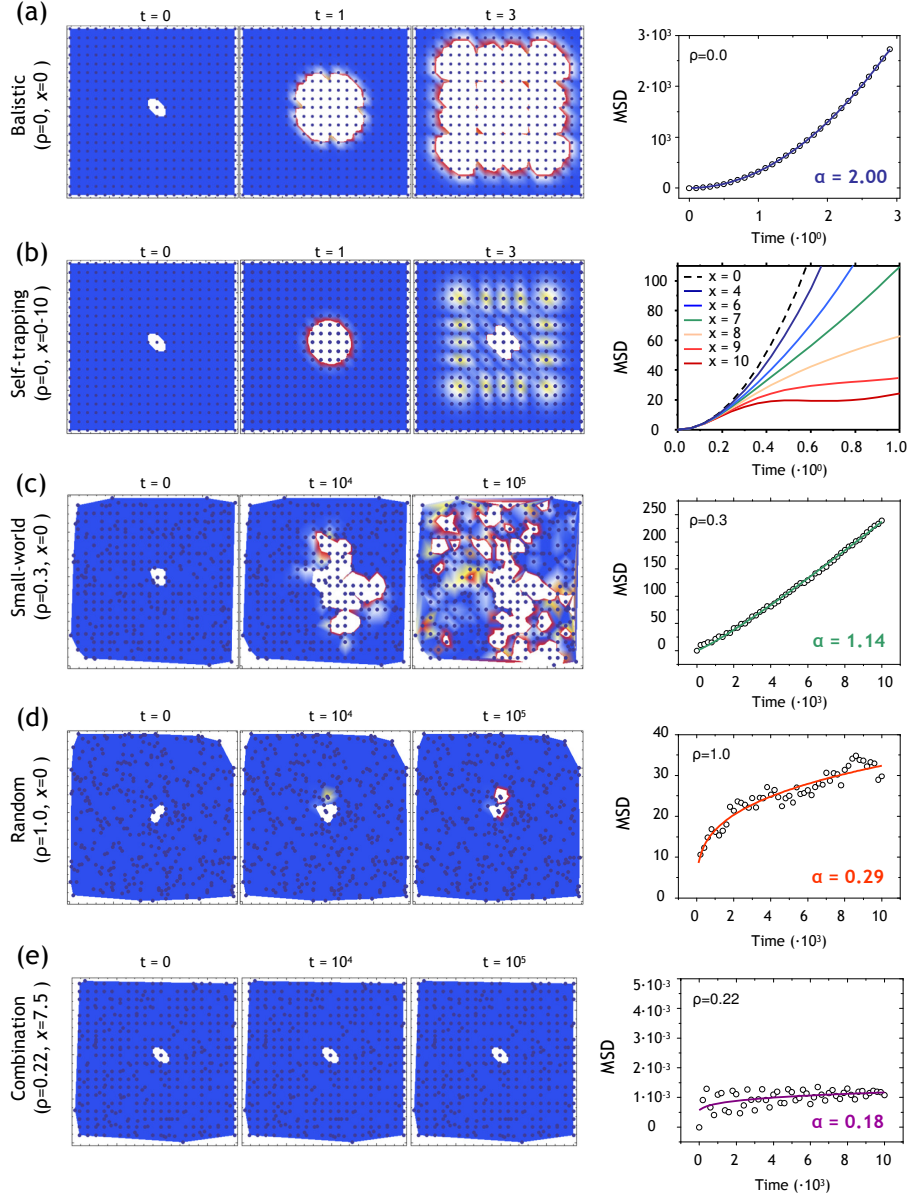 (a)
t = 0
t = 1
t = 3
Balistic
(ρ=0, x=0)
MSD
3·10³
2·10³
10³
0
ρ=0.0
α = 2.00
0
1
2
3
Time (·10⁰)
(b)
t = 0
t = 1
t = 3
Self-trapping
(ρ=0, x=0-10)
MSD
100
80
60
40
20
0
x = 0
x = 4
x = 6
x = 7
x = 8
x = 9
x = 10
0.0
0.2
0.4
0.6
0.8
1.0
Time (·10⁰)
(c)
t = 0
t = 10⁴
t = 10⁵
Small-world
(ρ=0.3, x=0)
MSD
250
200
150
100
50
0
ρ=0.3
α = 1.14
0
2
4
6
8
10
Time (·10³)
(d)
t = 0
t = 10⁴
t = 10⁵
Random
(ρ=1.0, x=0)
MSD
40
30
20
10
0
ρ=1.0
α = 0.29
0
2
4
6
8
10
Time (·10³)
(e)
t = 0
t = 10⁴
t = 10⁵
Combination
(ρ=0.22, x=7.5)
MSD
5·10⁻³
4·10⁻³
3·10⁻³
2·10⁻³
1·10⁻³
0
ρ=0.22
α = 0.18
0
2
4
6
8
10
Time (·10³)